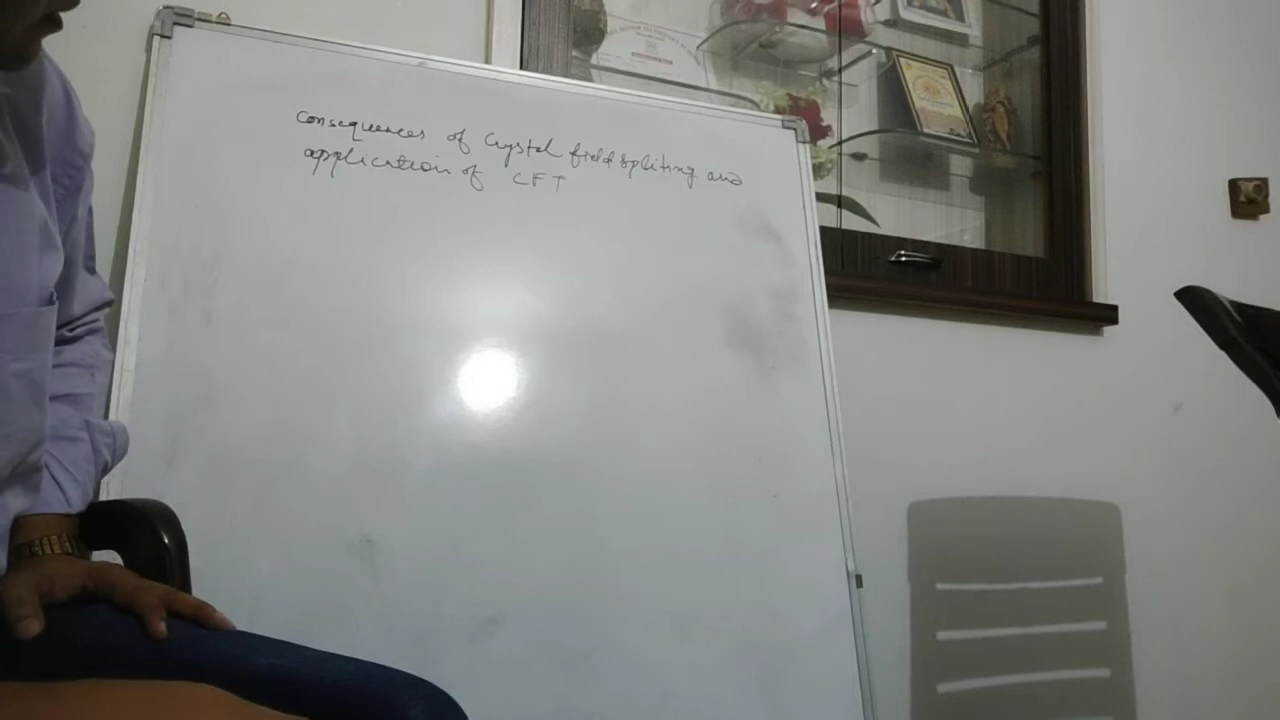 consequences of Crystal field Spliting and
application of CFT